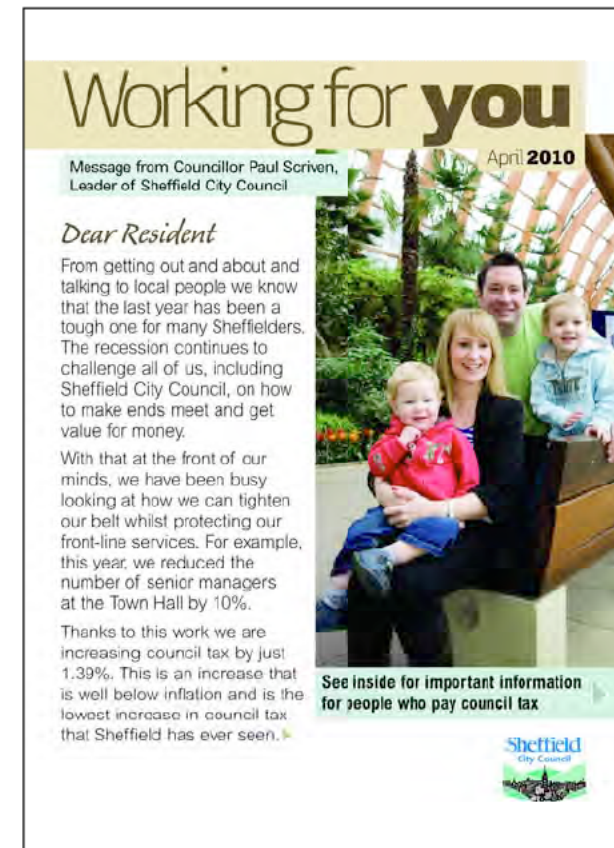 Working for you
April 2010
Message from Councillor Paul Scriven,
Leader of Sheffield City Council
Dear Resident
From getting out and about and
talking to local people we know
that the last year has been a
tough one for many Sheffielders.
The recession continues to
challenge all of us, including
Sheffield City Council, on how
to make ends meet and get
value for money.
With that at the front of our
minds, we have been busy
looking at how we can tighten
our belt whilst protecting our
front-line services. For example,
this year, we reduced the
number of senior managers
at the Town Hall by 10%.
Thanks to this work we are
increasing council tax by just
1.39%. This is an increase that
is well below inflation and is the
lowest increase in council tax
that Sheffield has ever seen.
See inside for important information
for people who pay council tax
Sheffield
City Council